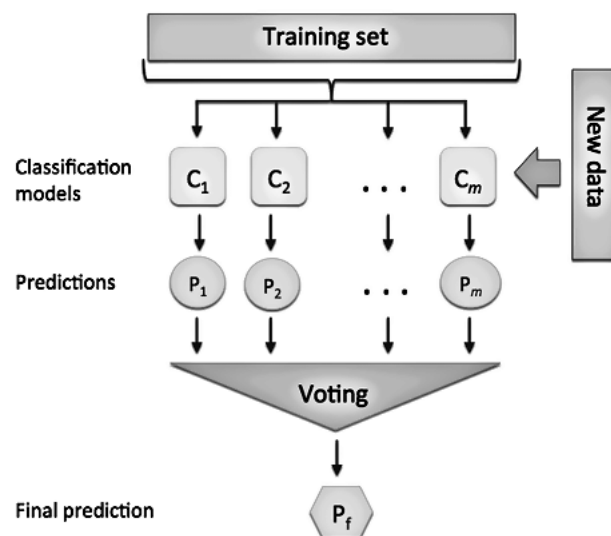 Training set
New data
Classification
models
C1 C2 . . . Cm
Predictions
P1 P2 . . . Pm
Voting
Final prediction
Pf